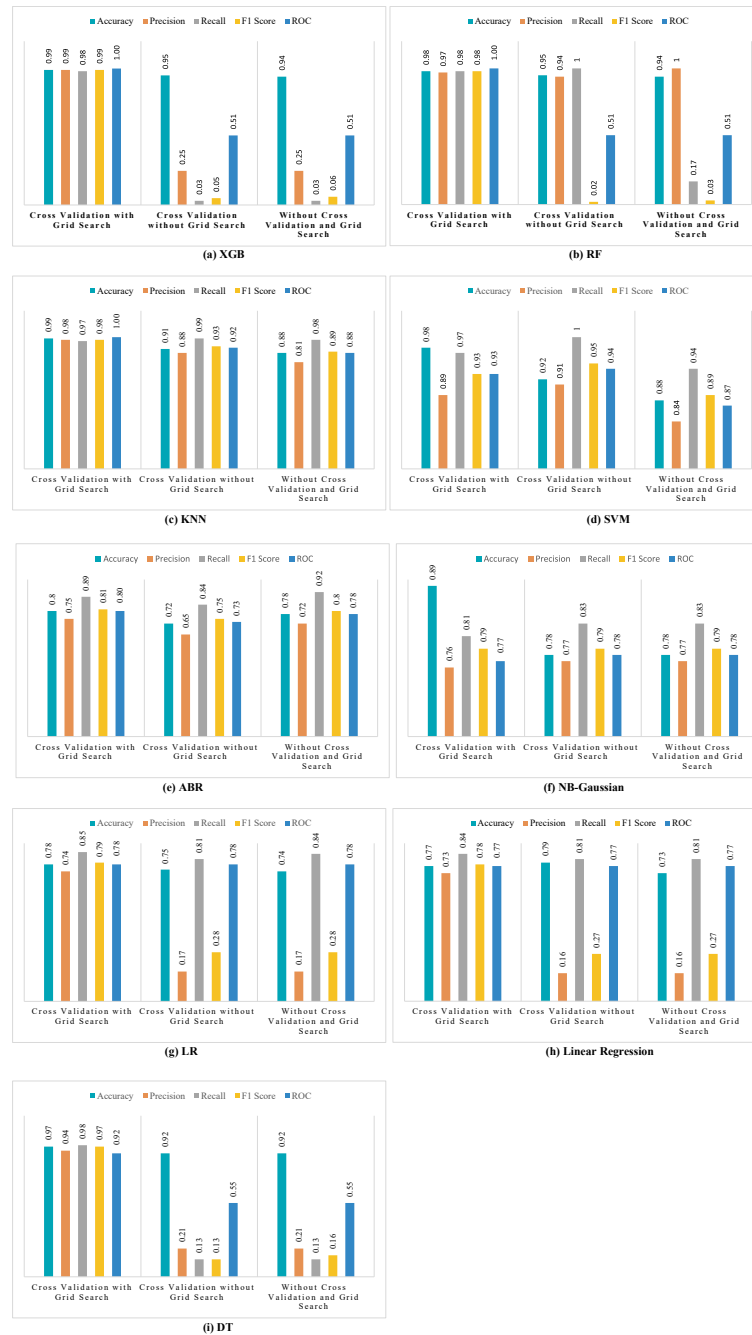 Accuracy Precision Recall F1 Score ROC
0.99 0.99 0.98 0.99 1.00
0.95 0.25 0.03 0.05 0.51
0.94 0.25 0.03 0.06 0.51
Cross Validation with Grid Search
Cross Validation without Grid Search
Without Cross Validation and Grid Search
(a) XGB
Accuracy Precision Recall F1 Score ROC
0.98 0.97 0.98 0.98 1.00
0.95 0.94 1 0.02 0.51
0.94 1 0.17 0.03 0.51
Cross Validation with Grid Search
Cross Validation without Grid Search
Without Cross Validation and Grid Search
(b) RF
Accuracy Precision Recall F1 Score ROC
0.99 0.98 0.97 0.98 1.00
0.91 0.88 0.99 0.93 0.92
0.88 0.81 0.98 0.89 0.88
Cross Validation with Grid Search
Cross Validation without Grid Search
Without Cross Validation and Grid Search
(c) KNN
Accuracy Precision Recall F1 Score ROC
0.98 0.89 0.97 0.93 0.93
0.92 0.91 1 0.95 0.94
0.88 0.84 0.94 0.89 0.87
Cross Validation with Grid Search
Cross Validation without Grid Search
Without Cross Validation and Grid Search
(d) SVM
Accuracy Precision Recall F1 Score ROC
0.8 0.75 0.89 0.81 0.80
0.72 0.65 0.84 0.75 0.73
0.78 0.72 0.92 0.8 0.78
Cross Validation with Grid Search
Cross Validation without Grid Search
Without Cross Validation and Grid Search
(e) ABR
Accuracy Precision Recall F1 Score ROC
0.89 0.76 0.81 0.79 0.77
0.78 0.77 0.83 0.79 0.78
0.78 0.77 0.83 0.79 0.78
Cross Validation with Grid Search
Cross Validation without Grid Search
Without Cross Validation and Grid Search
(f) NB-Gaussian
Accuracy Precision Recall F1 Score ROC
0.78 0.74 0.85 0.79 0.78
0.75 0.17 0.81 0.28 0.78
0.74 0.17 0.84 0.28 0.78
Cross Validation with Grid Search
Cross Validation without Grid Search
Without Cross Validation and Grid Search
(g) LR
Accuracy Precision Recall F1 Score ROC
0.77 0.73 0.84 0.78 0.77
0.79 0.16 0.81 0.27 0.77
0.73 0.16 0.81 0.27 0.77
Cross Validation with Grid Search
Cross Validation without Grid Search
Without Cross Validation and Grid Search
(h) Linear Regression
Accuracy Precision Recall F1 Score ROC
0.97 0.94 0.98 0.97 0.92
0.92 0.21 0.13 0.13 0.55
0.92 0.21 0.13 0.16 0.55
Cross Validation with Grid Search
Cross Validation without Grid Search
Without Cross Validation and Grid Search
(i) DT